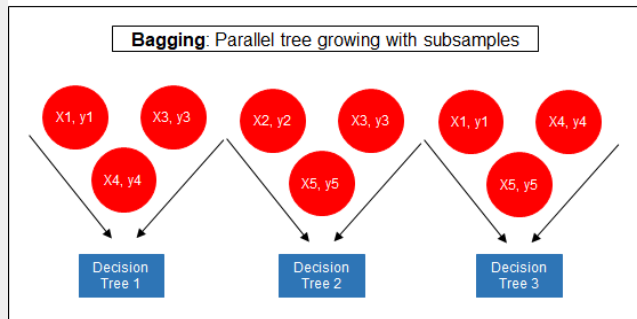 Bagging: Parallel tree growing with subsamples
X1, y1
X3, y3
X4, y4
X2, y2
X3, y3
X5, y5
X1, y1
X4, y4
X5, y5
Decision
Tree 1
Decision
Tree 2
Decision
Tree 3